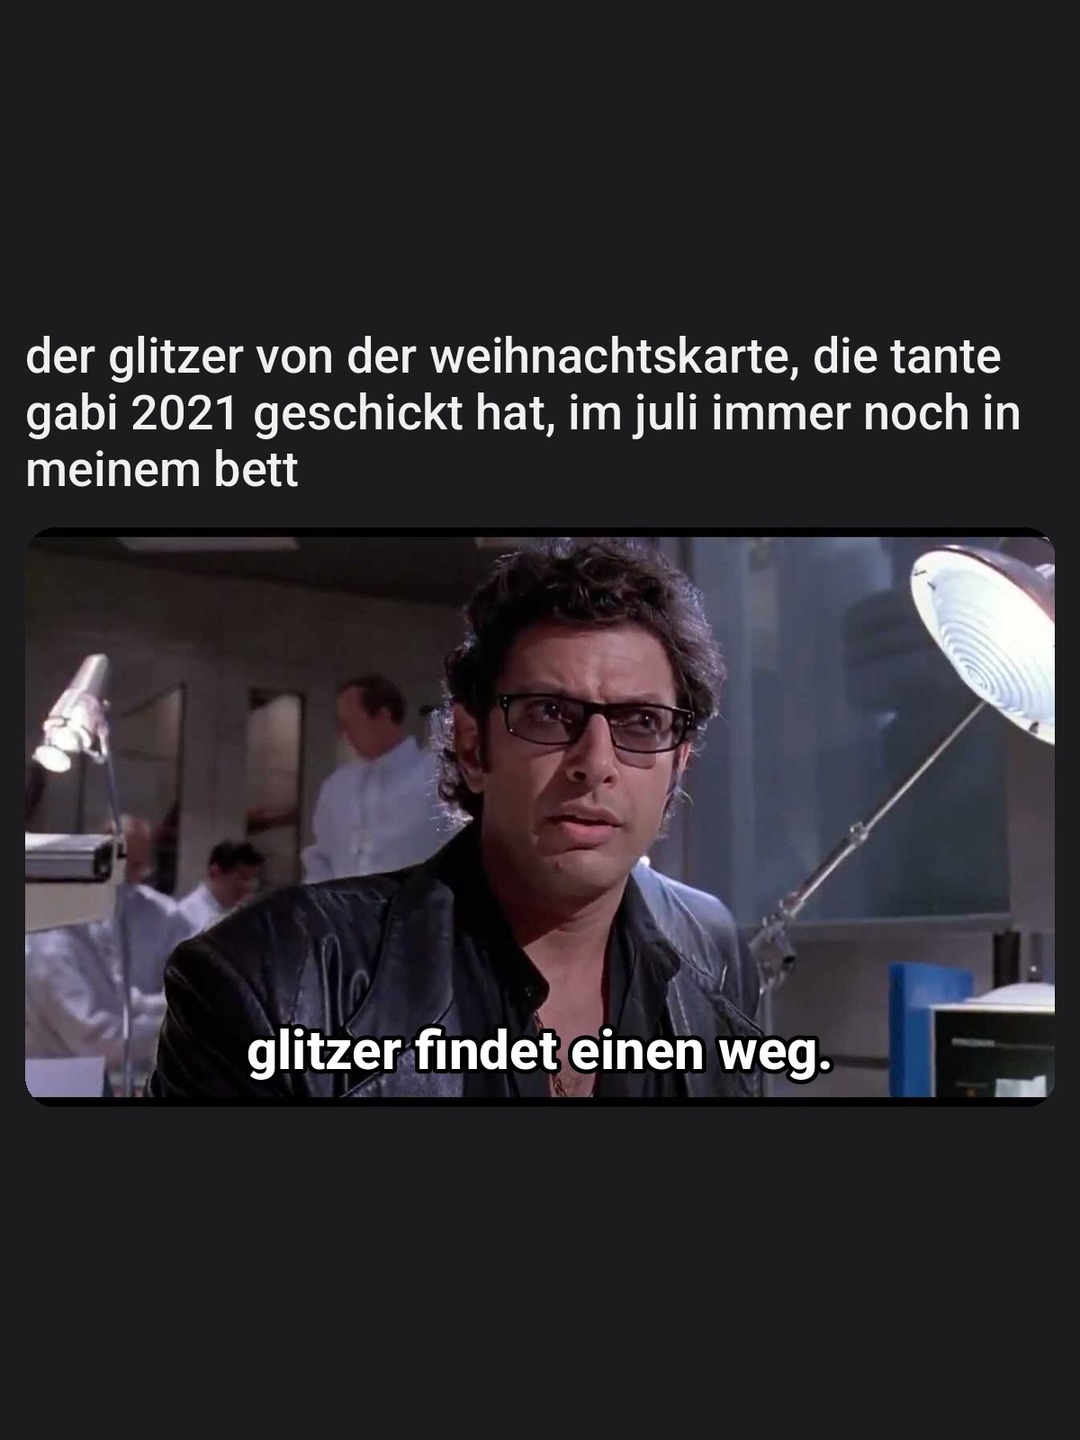 der glitzer von der weihnachtskarte, die tante
gabi 2021 geschickt hat, im juli immer noch in
meinem bett
glitzer findet einen weg.